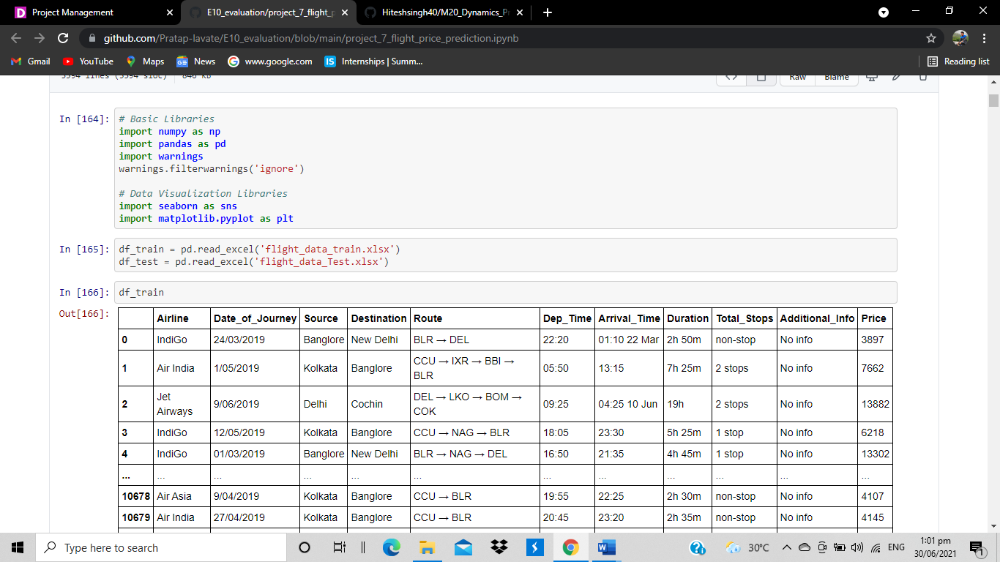 Project Management
E10_evaluation/project_7_flight_p
Hiteshsingh40/M20_Dynamics_Pr
github.com/Pratap-lavate/E10_evaluation/blob/main/project_7_flight_price_prediction.ipynb
Gmail YouTube Maps News www.google.com IS Internships | Summ... Reading list
5594 lines (5594 sloc) 846 KB Raw Blame
In [164]: # Basic Libraries
import numpy as np
import pandas as pd
import warnings
warnings.filterwarnings('ignore')
# Data Visualization Libraries
import seaborn as sns
import matplotlib.pyplot as plt
In [165]: df_train = pd.read_excel('flight_data_train.xlsx')
df_test = pd.read_excel('flight_data_Test.xlsx')
In [166]: df_train
Out[166]:
Airline Date_of_Journey Source Destination Route Dep_Time Arrival_Time Duration Total_Stops Additional_Info Price
0 IndiGo 24/03/2019 Banglore New Delhi BLR → DEL 22:20 01:10 22 Mar 2h 50m non-stop No info 3897
1 Air India 1/05/2019 Kolkata Banglore CCU → IXR → BBI → BLR 05:50 13:15 7h 25m 2 stops No info 7662
2 Jet Airways 9/06/2019 Delhi Cochin DEL → LKO → BOM → COK 09:25 04:25 10 Jun 19h 2 stops No info 13882
3 IndiGo 12/05/2019 Kolkata Banglore CCU → NAG → BLR 18:05 23:30 5h 25m 1 stop No info 6218
4 IndiGo 01/03/2019 Banglore New Delhi BLR → NAG → DEL 16:50 21:35 4h 45m 1 stop No info 13302
... ... ... ... ... ... ... ... ... ... ... ...
10678 Air Asia 9/04/2019 Kolkata Banglore CCU → BLR 19:55 22:25 2h 30m non-stop No info 4107
10679 Air India 27/04/2019 Kolkata Banglore CCU → BLR 20:45 23:20 2h 35m non-stop No info 4145
Type here to search 30°C ENG 1:01 pm
30/06/2021